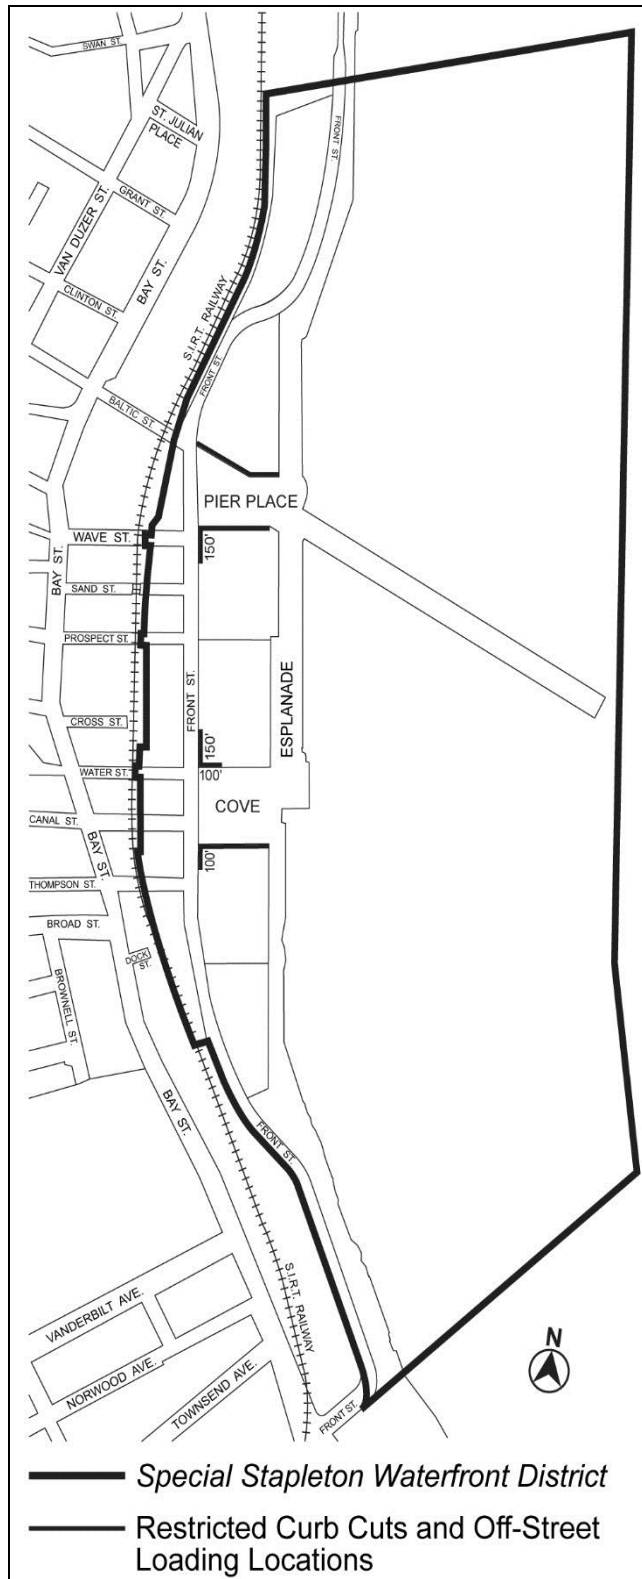 SWAN ST.
ST. JULIAN
PLACE
FRONT ST.
GRANT ST.
VAN DUZER ST.
BAY ST.
CLINTON ST.
S.I.R.T. RAILWAY
FRONT ST.
BALTIC ST.
PIER PLACE
WAVE ST.
150'
BAY ST.
SAND ST.
PROSPECT ST.
FRONT ST.
ESPLANADE
CROSS ST.
150'
WATER ST.
100'
COVE
CANAL ST.
BAY ST.
100'
THOMPSON ST.
BROAD ST.
DOCK
ST.
BROWNELL ST.
BAY ST.
FRONT ST.
S.I.R.T. RAILWAY
VANDERBILT AVE.
N
NORWOOD AVE.
TOWNSEND AVE.
FRONT ST.
Special Stapleton Waterfront District
Restricted Curb Cuts and Off-Street
Loading Locations